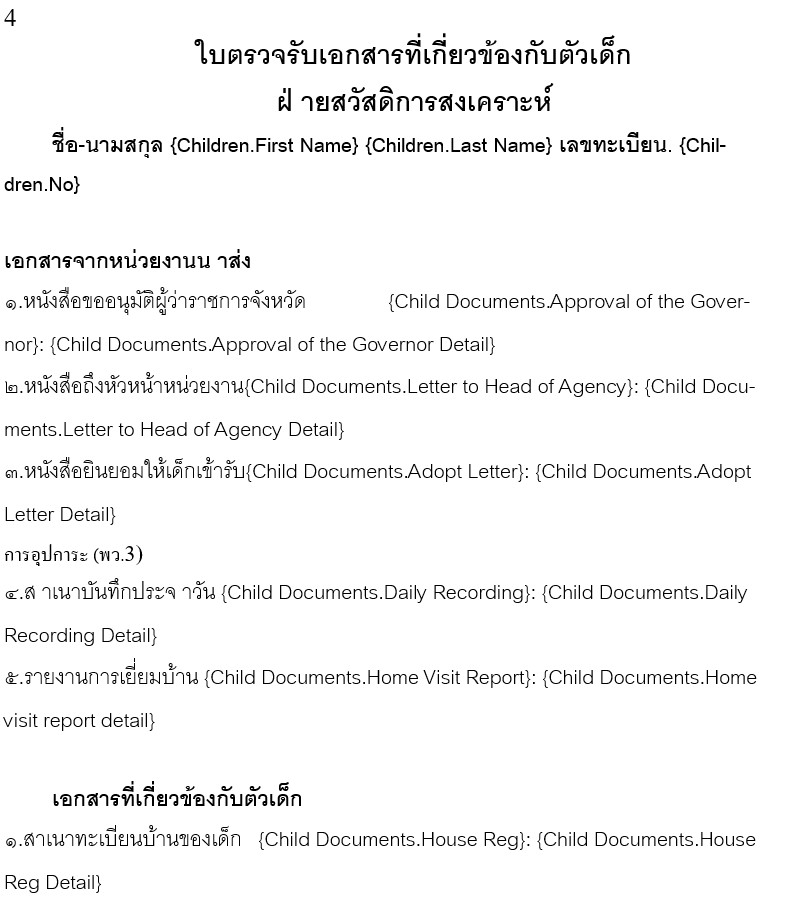 4
ใบตรวจรับเอกสารที่เกี่ยวข้องกับตัวเด็ก
ฝ่ ายสวัสดิการสงเคราะห์
ชื่อ-นามสกุล {Children.First Name} {Children.Last Name} เลขทะเบียน. {Chil-
dren.No}
เอกสารจากหน่วยงานน าส่ง
๑.หนังสือขออนุมัติผู้ว่าราชการจังหวัด {Child Documents.Approval of the Gover-
nor}: {Child Documents.Approval of the Governor Detail}
๒.หนังสือถึงหัวหน้าหน่วยงาน{Child Documents.Letter to Head of Agency}: {Child Docu-
ments.Letter to Head of Agency Detail}
๓.หนังสือยินยอมให้เด็กเข้ารับ{Child Documents.Adopt Letter}: {Child Documents.Adopt
Letter Detail}
การอุปการะ (พว.3)
๔.ส าเนาบันทึกประจ าวัน {Child Documents.Daily Recording}: {Child Documents.Daily
Recording Detail}
๕.รายงานการเยี่ยมบ้าน {Child Documents.Home Visit Report}: {Child Documents.Home
visit report detail}
เอกสารที่เกี่ยวข้องกับตัวเด็ก
๑.สาเนาทะเบียนบ้านของเด็ก {Child Documents.House Reg}: {Child Documents.House
Reg Detail}